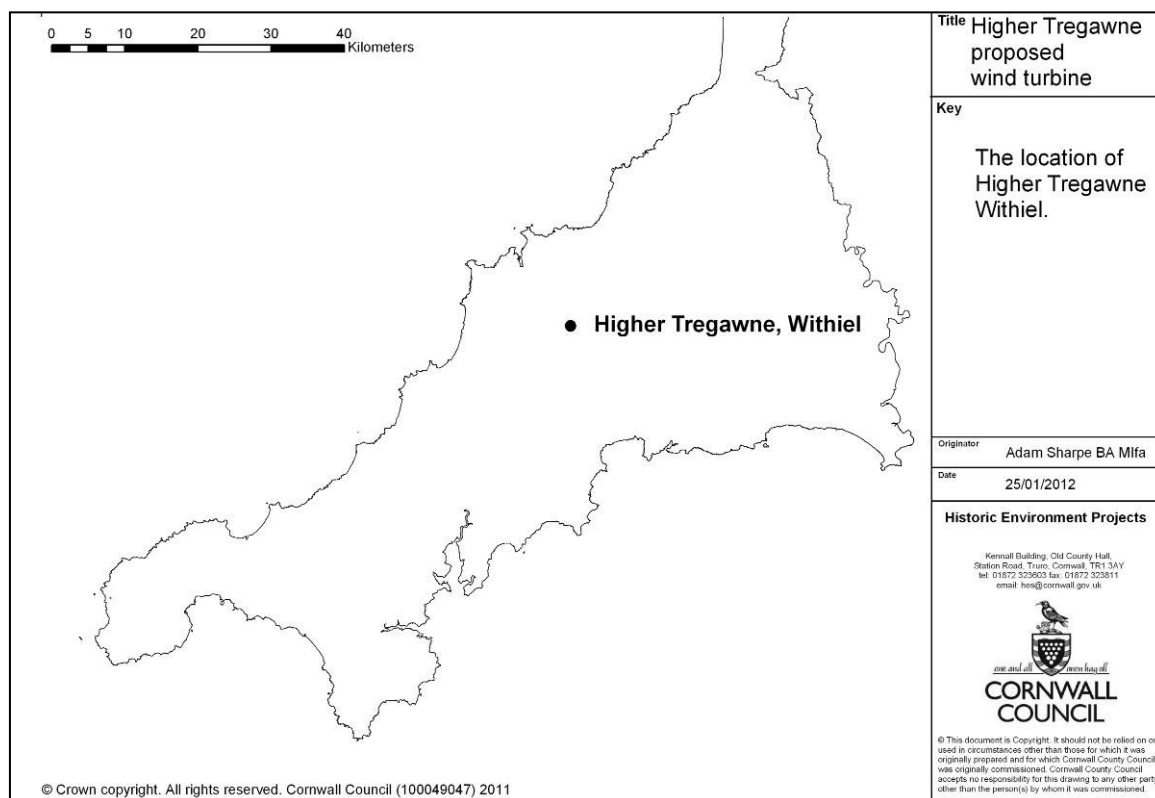 0 5 10 20 30 40
Kilometers
Higher Tregawne, Withiel
© Crown copyright. All rights reserved. Cornwall Council (100049047) 2011
Title Higher Tregawne
proposed
wind turbine
Key
The location of
Higher Tregawne
Withiel.
Originator
Adam Sharpe BA MIfa
Date
25/01/2012
Historic Environment Projects
Kennall Building, Old County Hall,
Station Road, Truro, Cornwall, TR1 3AY
tel: 01872 323603 fax: 01872 323811
email: hes@cornwall.gov.uk
one and all onen hag oll
CORNWALL
COUNCIL
© This document is Copyright. It should not be relied on or
used in circumstances other than those for which it was
originally prepared and for which Cornwall County Council
was originally commissioned. Cornwall County Council
accepts no responsibility for this drawing to any other party
other than the person(s) by whom it was commissioned.